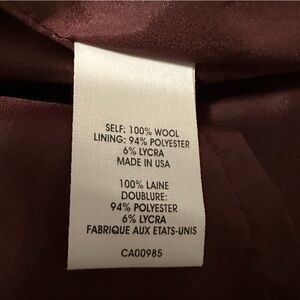 SELF: 100% WOOL
LINING: 94% POLYESTER
6% LYCRA
MADE IN USA
100% LAINE
DOUBLURE:
94% POLYESTER
6% LYCRA
FABRIQUE AUX ETATS-UNIS
CA00985